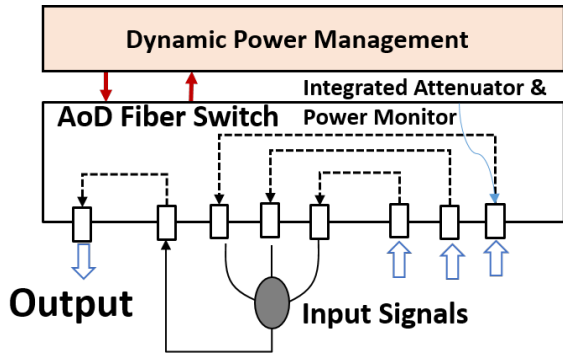 Dynamic Power Management
Integrated Attenuator &
AoD Fiber Switch
Power Monitor
Output
Input Signals